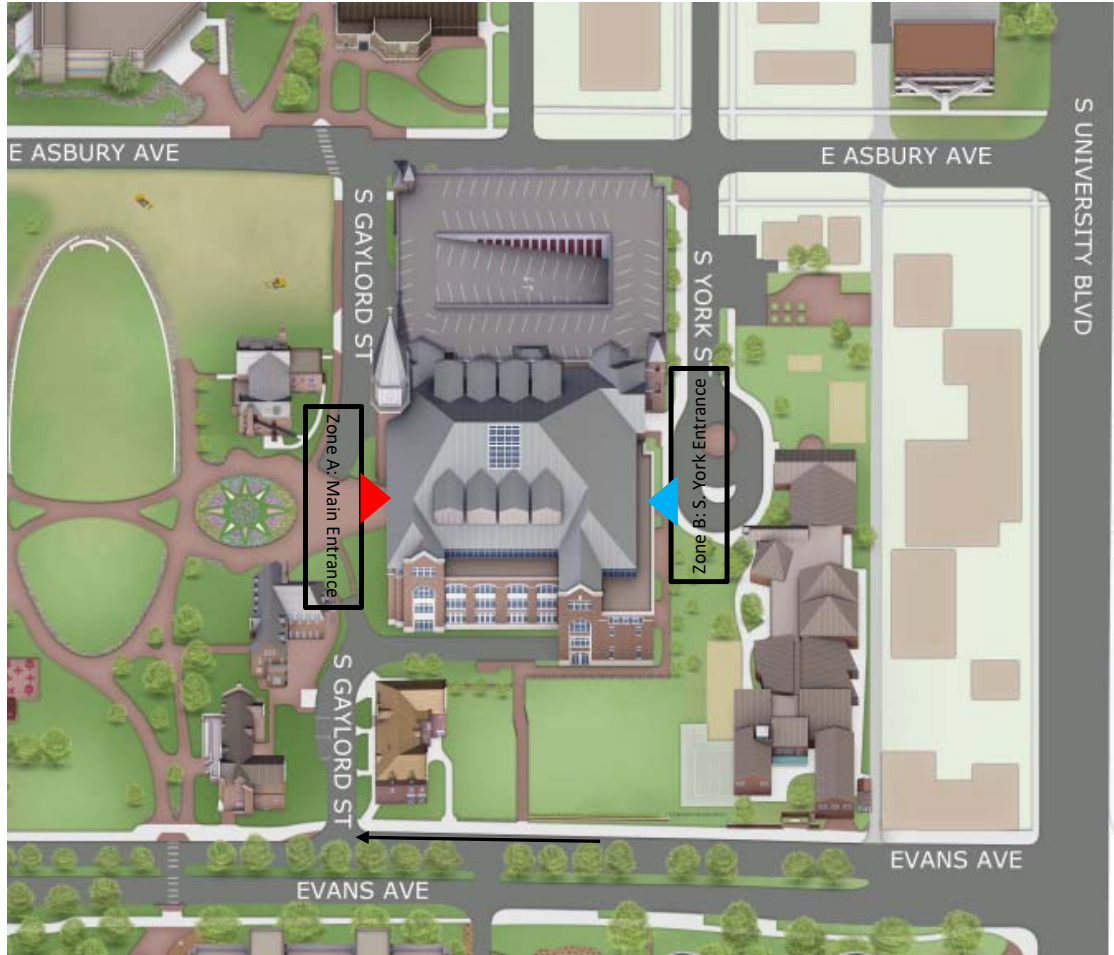 E ASBURY AVE
E ASBURY AVE
S UNIVERSITY BLVD
S GAYLORD ST
S YORK ST
Zone A: Main Entrance
Zone B: S. York Entrance
S GAYLORD ST
EVANS AVE
EVANS AVE